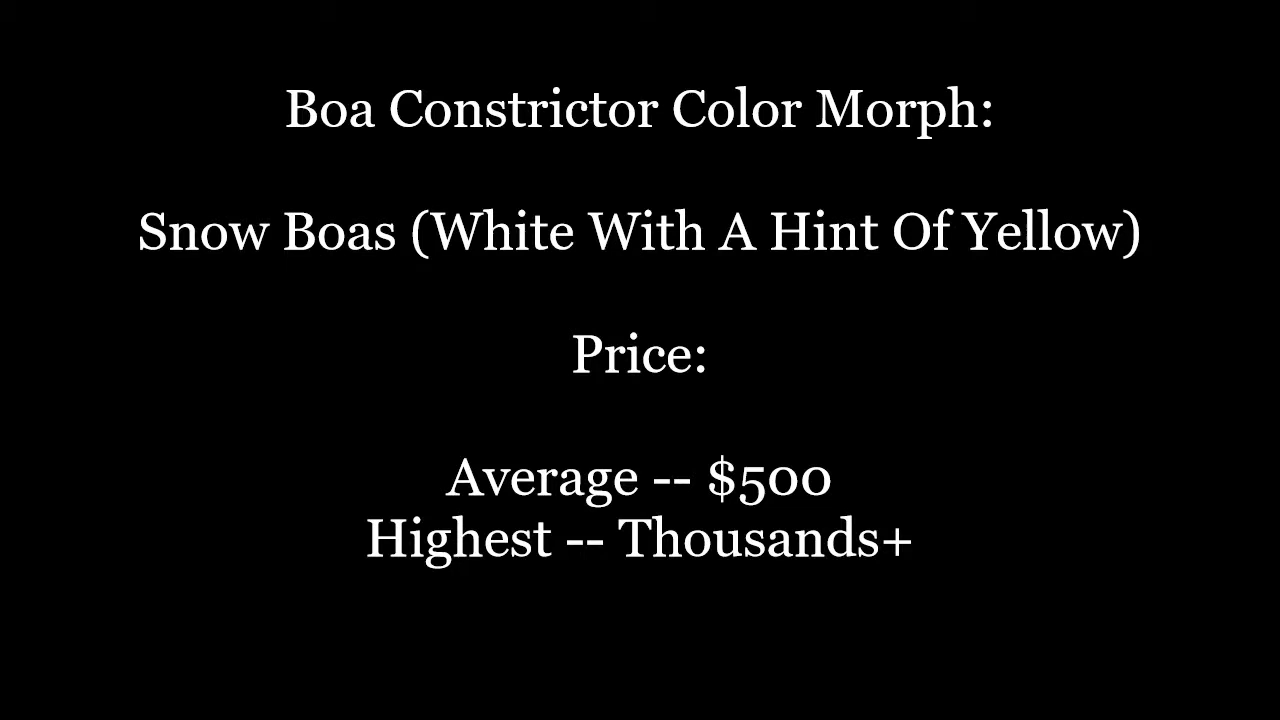 Boa Constrictor Color Morph:
Snow Boas (White With A Hint Of Yellow)
Price:
Average -- $500
Highest -- Thousands+